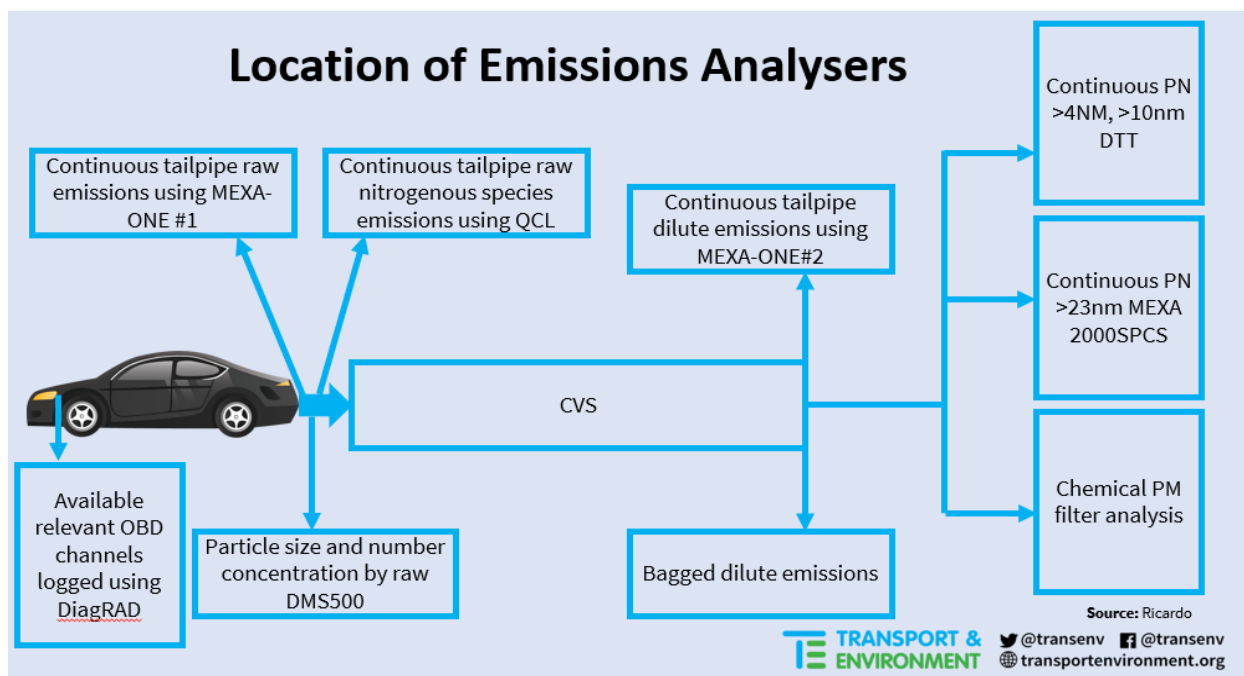 Location of Emissions Analysers
Continuous tailpipe raw
emissions using MEXA-
ONE #1
Continuous tailpipe raw
nitrogenous species
emissions using QCL
Continuous tailpipe
dilute emissions using
MEXA-ONE#2
Continuous PN
>4NM, >10nm
DTT
Continuous PN
>23nm MEXA
2000SPCS
CVS
Available
relevant OBD
channels
logged using
DiagRAD
Particle size and number
concentration by raw
DMS500
Bagged dilute emissions
Chemical PM
filter analysis
Source: Ricardo
TRANSPORT &
ENVIRONMENT
@transenv @transenv
transportenvironment.org